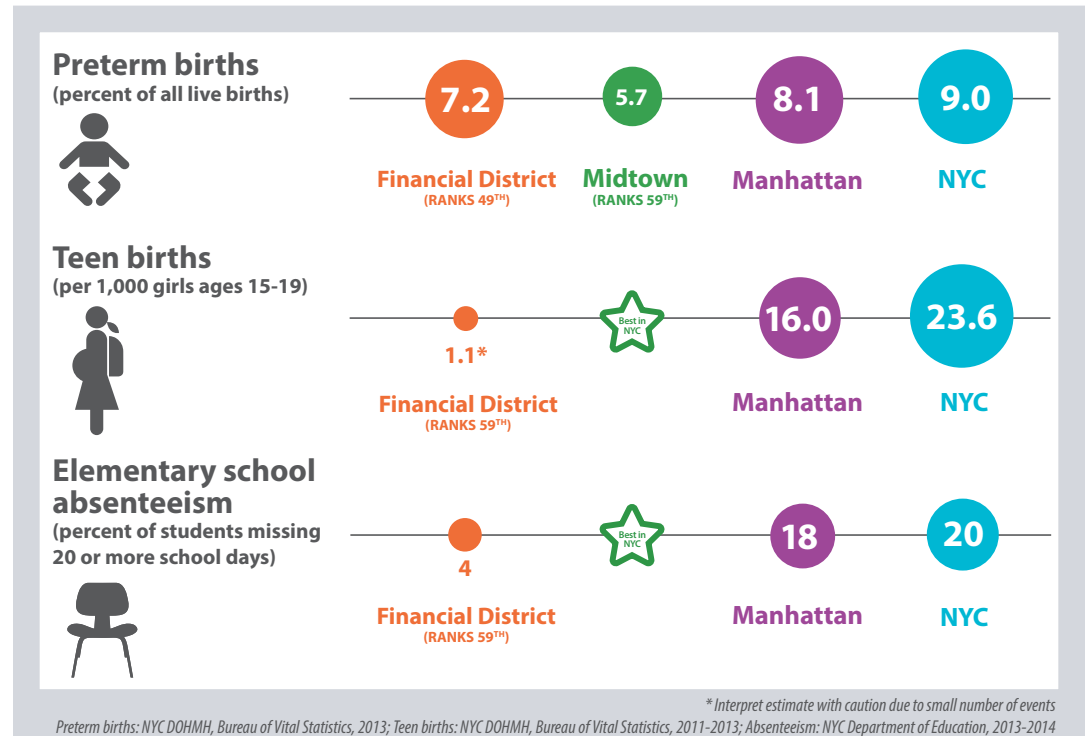 Preterm births
(percent of all live births)
7.2
5.7
8.1
9.0
Financial District
(RANKS 49TH)
Midtown
(RANKS 59TH)
Manhattan
NYC
Teen births
(per 1,000 girls ages 15-19)
Best in
NYC
16.0
23.6
1.1*
Financial District
(RANKS 59TH)
Manhattan
NYC
Elementary school
absenteeism
(percent of students missing
20 or more school days)
Best in
NYC
18
20
4
Financial District
(RANKS 59TH)
Manhattan
NYC
* Interpret estimate with caution due to small number of events
Preterm births: NYC DOHMH, Bureau of Vital Statistics, 2013; Teen births: NYC DOHMH, Bureau of Vital Statistics, 2011-2013; Absenteeism: NYC Department of Education, 2013-2014